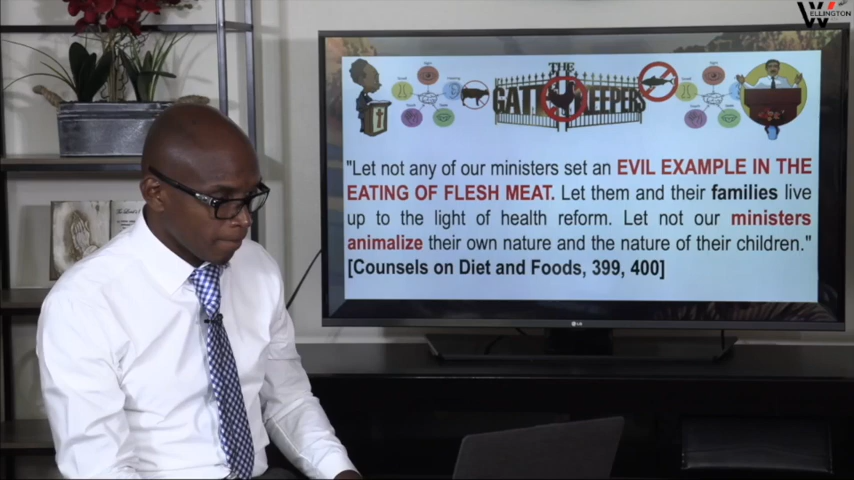 WELLINGTON
THE
GATEKEEPERS
"Let not any of our ministers set an EVIL EXAMPLE IN THE
EATING OF FLESH MEAT. Let them and their families live
up to the light of health reform. Let not our ministers
animalize their own nature and the nature of their children."
[Counsels on Diet and Foods, 399, 400]
LG